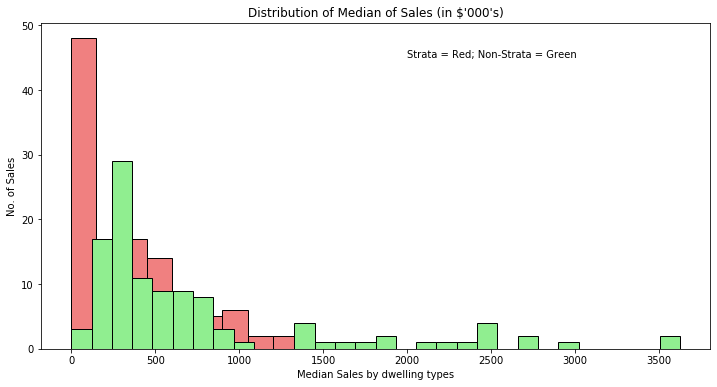 Distribution of Median of Sales (in $'000's)
Strata = Red; Non-Strata = Green
50
40
30
20
10
0
No. of Sales
0 500 1000 1500 2000 2500 3000 3500
Median Sales by dwelling types